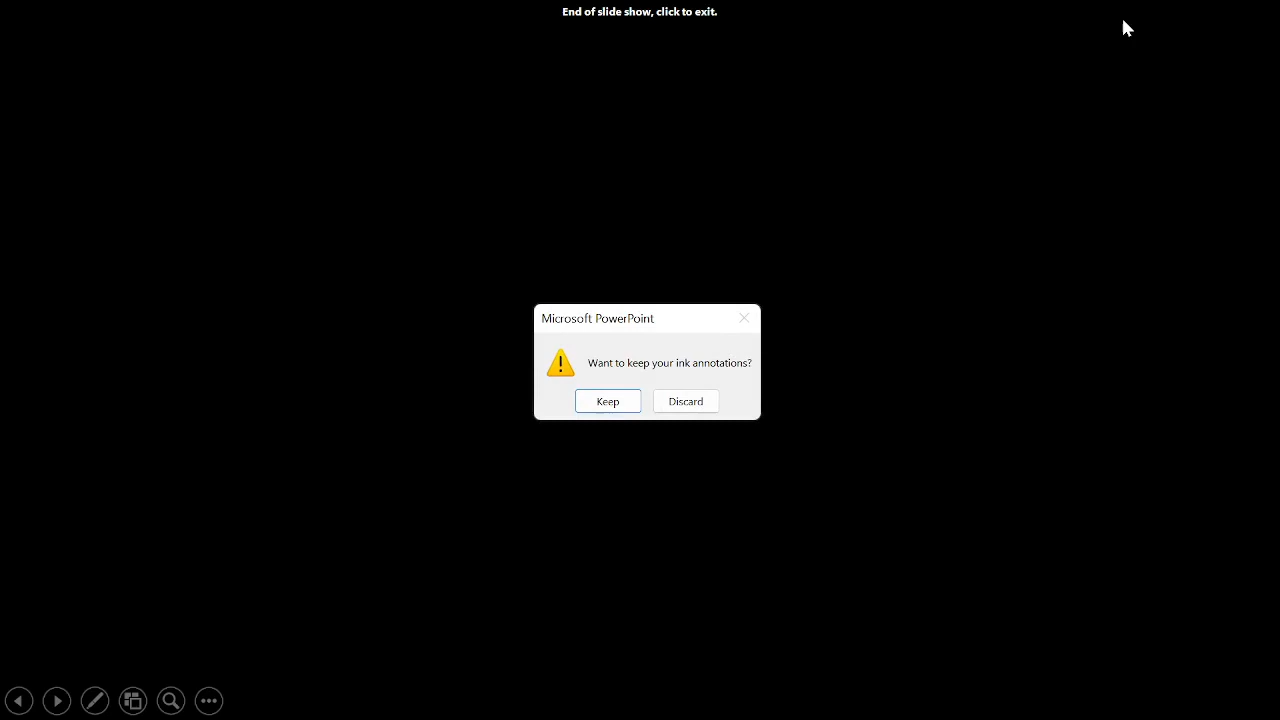 End of slide show, click to exit.
Microsoft PowerPoint
Want to keep your ink annotations?
Keep
Discard